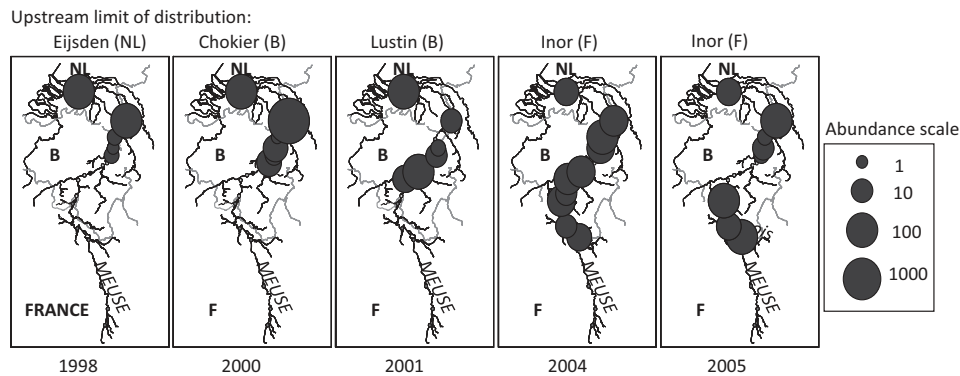 Upstream limit of distribution:
Eijsden (NL) Chokier (B) Lustin (B) Inor (F) Inor (F)
NL NL NL NL NL
B B B B B
MEUSE MEUSE MEUSE MEUSE MEUSE
FRANCE F F F F
1998 2000 2001 2004 2005
Abundance scale
1
10
100
1000